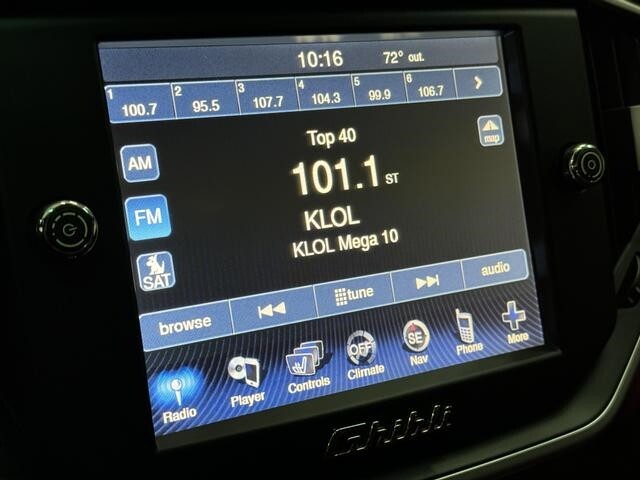 10:16 72° out.
1 100.7 2 95.5 3 107.7 4 104.3 5 99.9 6 106.7
Top 40
map
AM
101.1 ST
FM
KLOL
KLOL Mega 10
SAT
browse tune audio
Radio Player Controls OFF Climate SE Nav Phone More
Ghibli